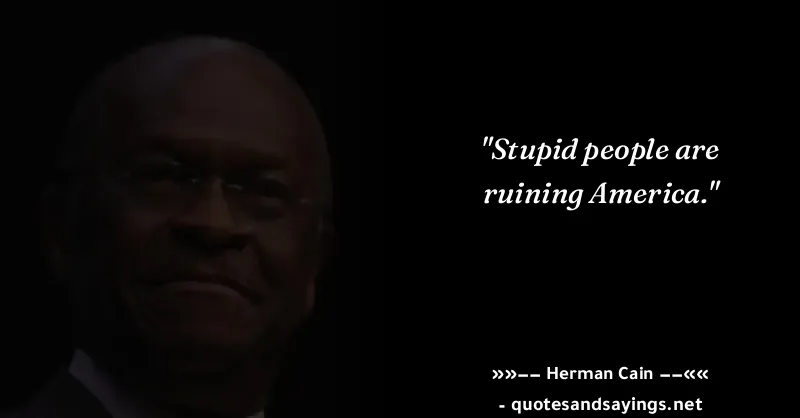 "Stupid people are
ruining America."
»»−− Herman Cain −−««
- quotesandsayings.net